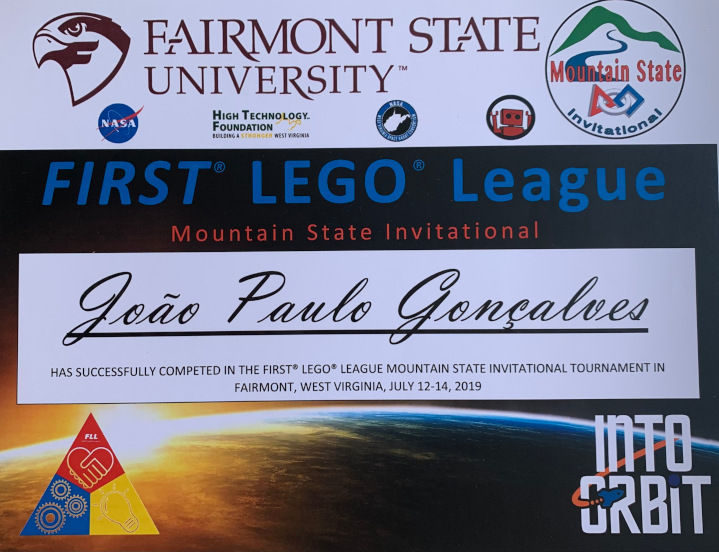 FAIRMONT STATE
UNIVERSITY™
Mountain State
Invitational
NASA
HIGH TECHNOLOGY
FOUNDATION
BUILDING A STRONGER WEST VIRGINIA
NASA
FIRST® LEGO® League
Mountain State Invitational
João Paulo Gonçalves
HAS SUCCESSFULLY COMPETED IN THE FIRST® LEGO® LEAGUE MOUNTAIN STATE INVITATIONAL TOURNAMENT IN
FAIRMONT, WEST VIRGINIA, JULY 12-14, 2019
FLL
INTO
ORBIT